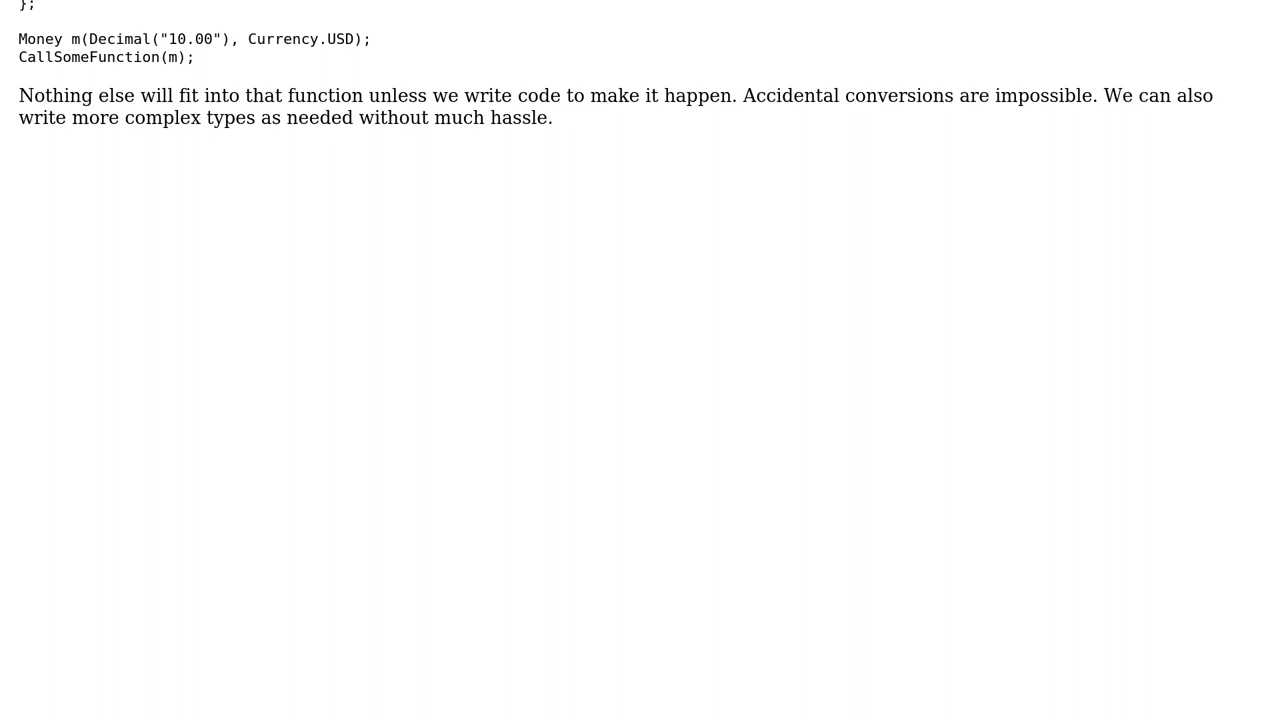 };
Money m(Decimal("10.00"), Currency.USD);
CallSomeFunction(m);
Nothing else will fit into that function unless we write code to make it happen. Accidental conversions are impossible. We can also
write more complex types as needed without much hassle.